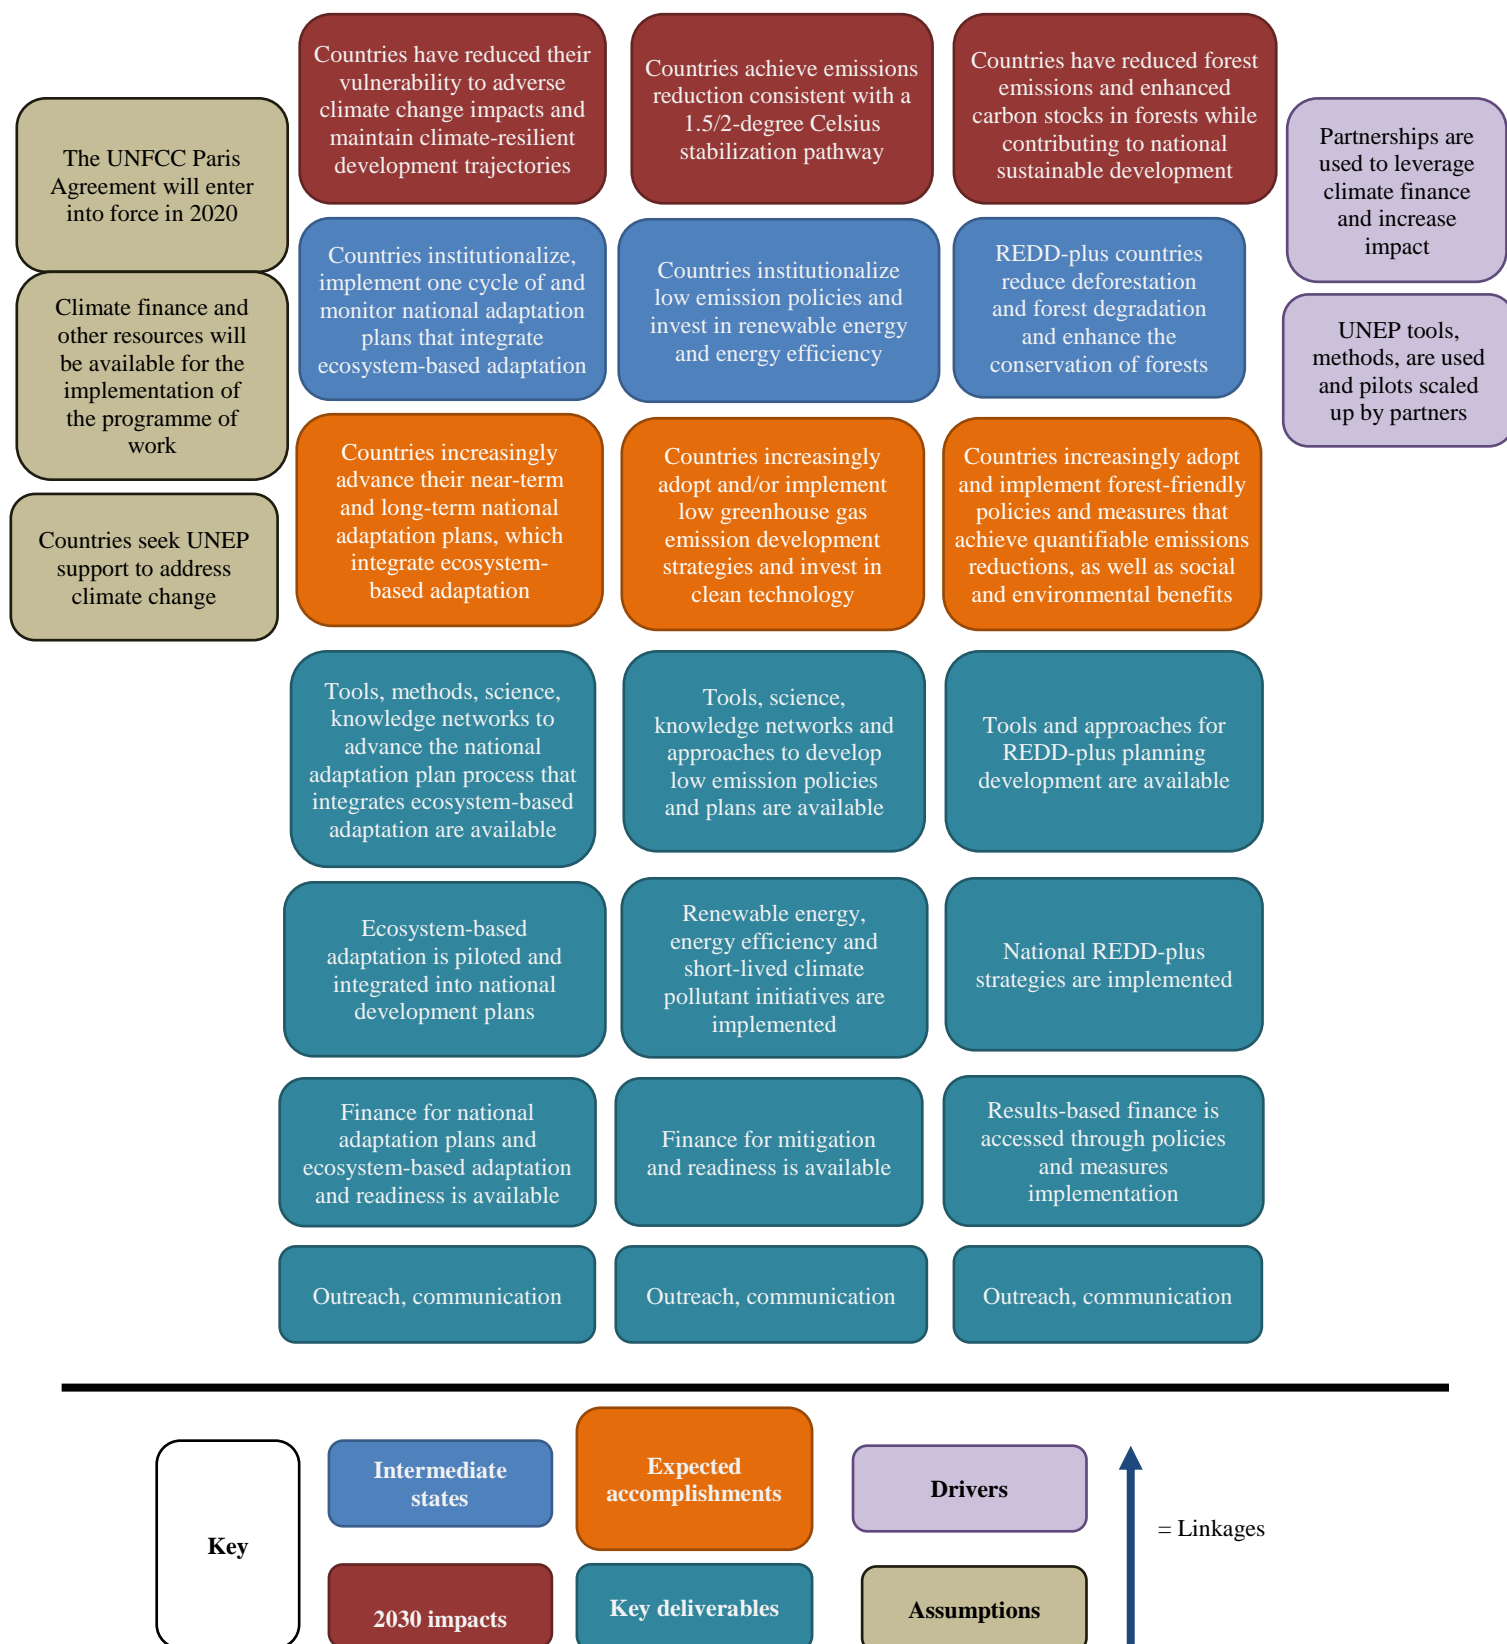 Countries have reduced their
vulnerability to adverse
climate change impacts and
maintain climate-resilient
development trajectories
Countries achieve emissions
reduction consistent with a
1.5/2-degree Celsius
stabilization pathway
Countries have reduced forest
emissions and enhanced
carbon stocks in forests while
contributing to national
sustainable development
The UNFCC Paris
Agreement will enter
into force in 2020
Partnerships are
used to leverage
climate finance
and increase
impact
Countries institutionalize,
implement one cycle of and
monitor national adaptation
plans that integrate
ecosystem-based adaptation
Countries institutionalize
low emission policies and
invest in renewable energy
and energy efficiency
REDD-plus countries
reduce deforestation
and forest degradation
and enhance the
conservation of forests
Climate finance and
other resources will
be available for the
implementation of
the programme of
work
UNEP tools,
methods, are used
and pilots scaled
up by partners
Countries increasingly
advance their near-term
and long-term national
adaptation plans, which
integrate ecosystem-
based adaptation
Countries increasingly
adopt and/or implement
low greenhouse gas
emission development
strategies and invest in
clean technology
Countries increasingly adopt
and implement forest-friendly
policies and measures that
achieve quantifiable emissions
reductions, as well as social
and environmental benefits
Countries seek UNEP
support to address
climate change
Tools, methods, science,
knowledge networks to
advance the national
adaptation plan process that
integrates ecosystem-based
adaptation are available
Tools, science,
knowledge networks and
approaches to develop
low emission policies
and plans are available
Tools and approaches for
REDD-plus planning
development are available
Ecosystem-based
adaptation is piloted and
integrated into national
development plans
Renewable energy,
energy efficiency and
short-lived climate
pollutant initiatives are
implemented
National REDD-plus
strategies are implemented
Finance for national
adaptation plans and
ecosystem-based adaptation
and readiness is available
Finance for mitigation
and readiness is available
Results-based finance is
accessed through policies
and measures
implementation
Outreach, communication
Outreach, communication
Outreach, communication
Key
Intermediate
states
Expected
accomplishments
Drivers
= Linkages
2030 impacts
Key deliverables
Assumptions